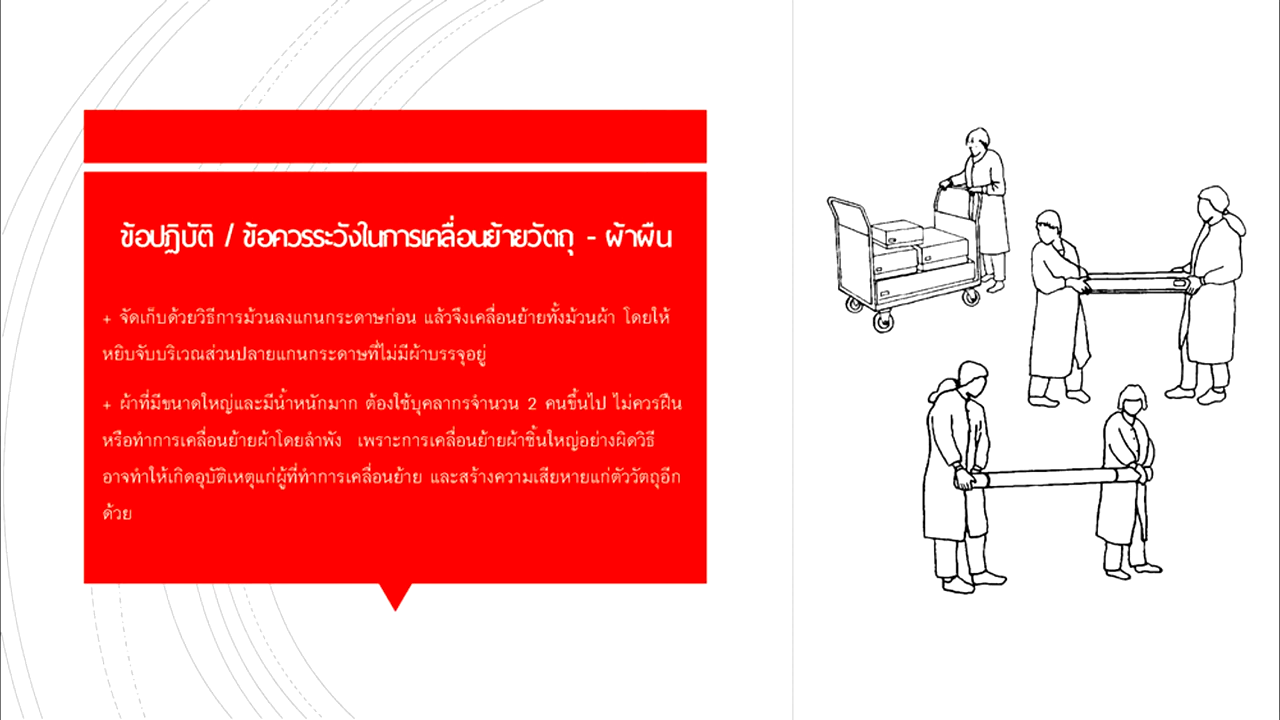 ข้อปฏิบัติ / ข้อควรระวังในการเคลื่อนย้ายวัตถุ - ผ้าผืน
+ จัดเก็บด้วยวิธีการม้วนลงแกนกระดาษก่อน แล้วจึงเคลื่อนย้ายทั้งม้วนผ้า โดยให้
หยิบจับบริเวณส่วนปลายแกนกระดาษที่ไม่มีผ้าบรรจุอยู่
+ ผ้าที่มีขนาดใหญ่และมีน้ำหนักมาก ต้องใช้บุคลากรจำนวน 2 คนขึ้นไป ไม่ควรฝืน
หรือทำการเคลื่อนย้ายผ้าโดยลำพัง เพราะการเคลื่อนย้ายผ้าชิ้นใหญ่อย่างผิดวิธี
อาจทำให้เกิดอุบัติเหตุแก่ผู้ที่ทำการเคลื่อนย้าย และสร้างความเสียหายแก่ตัววัตถุอีก
ด้วย